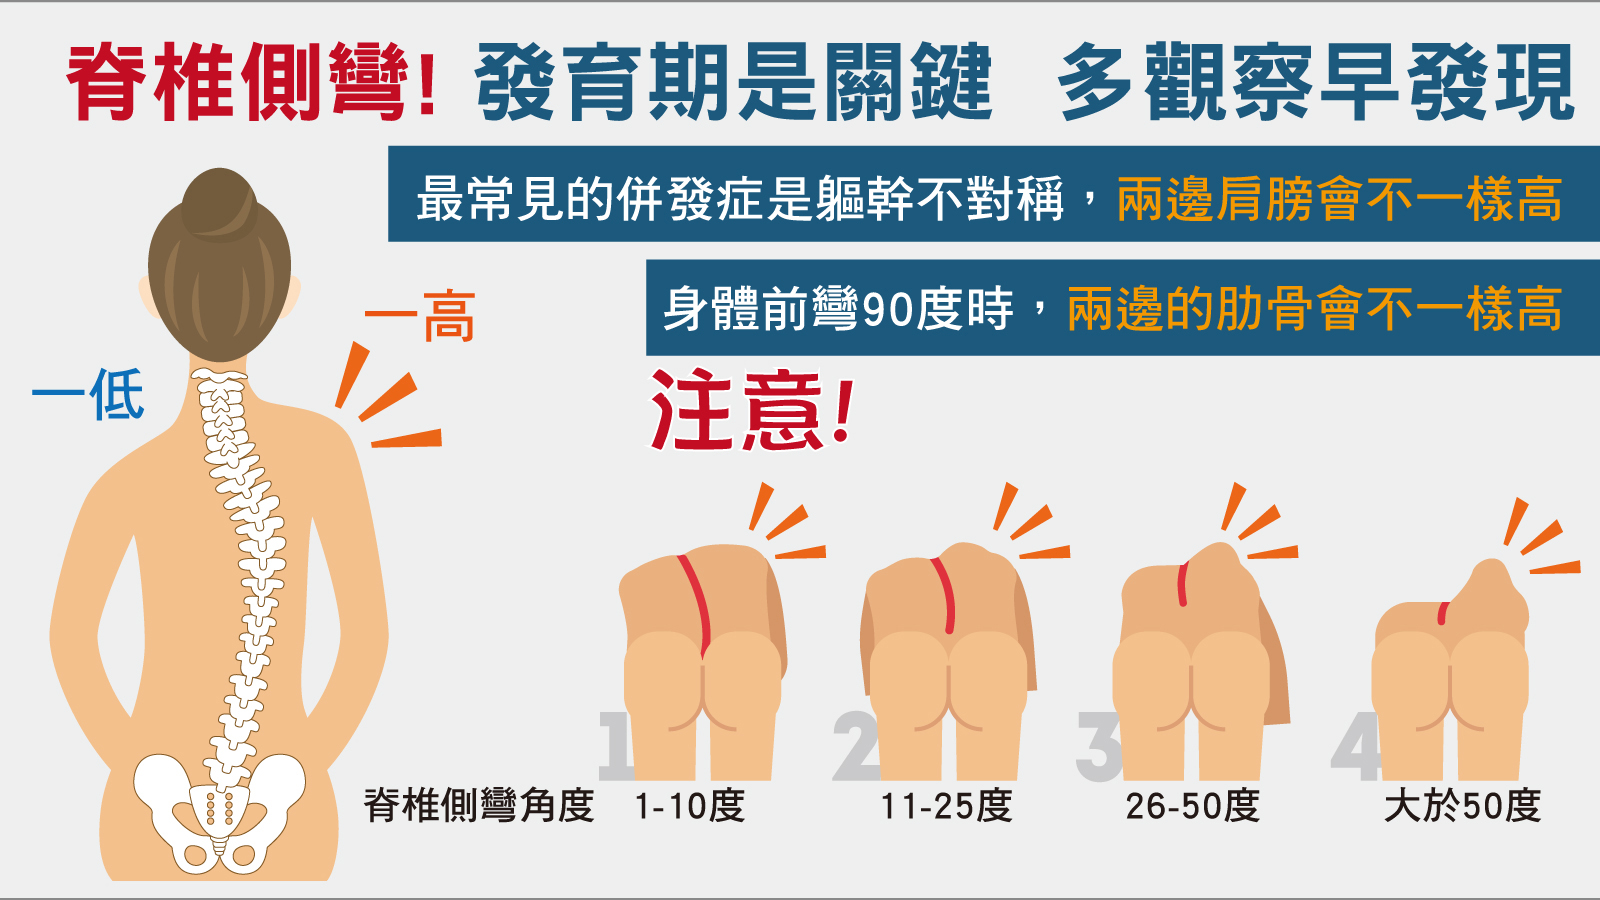 脊椎側彎! 發育期是關鍵 多觀察早發現
最常見的併發症是軀幹不對稱，兩邊肩膀會不一樣高
身體前彎90度時，兩邊的肋骨會不一樣高
一高
一低
注意!
1
2
3
4
脊椎側彎角度 1-10度 11-25度 26-50度 大於50度